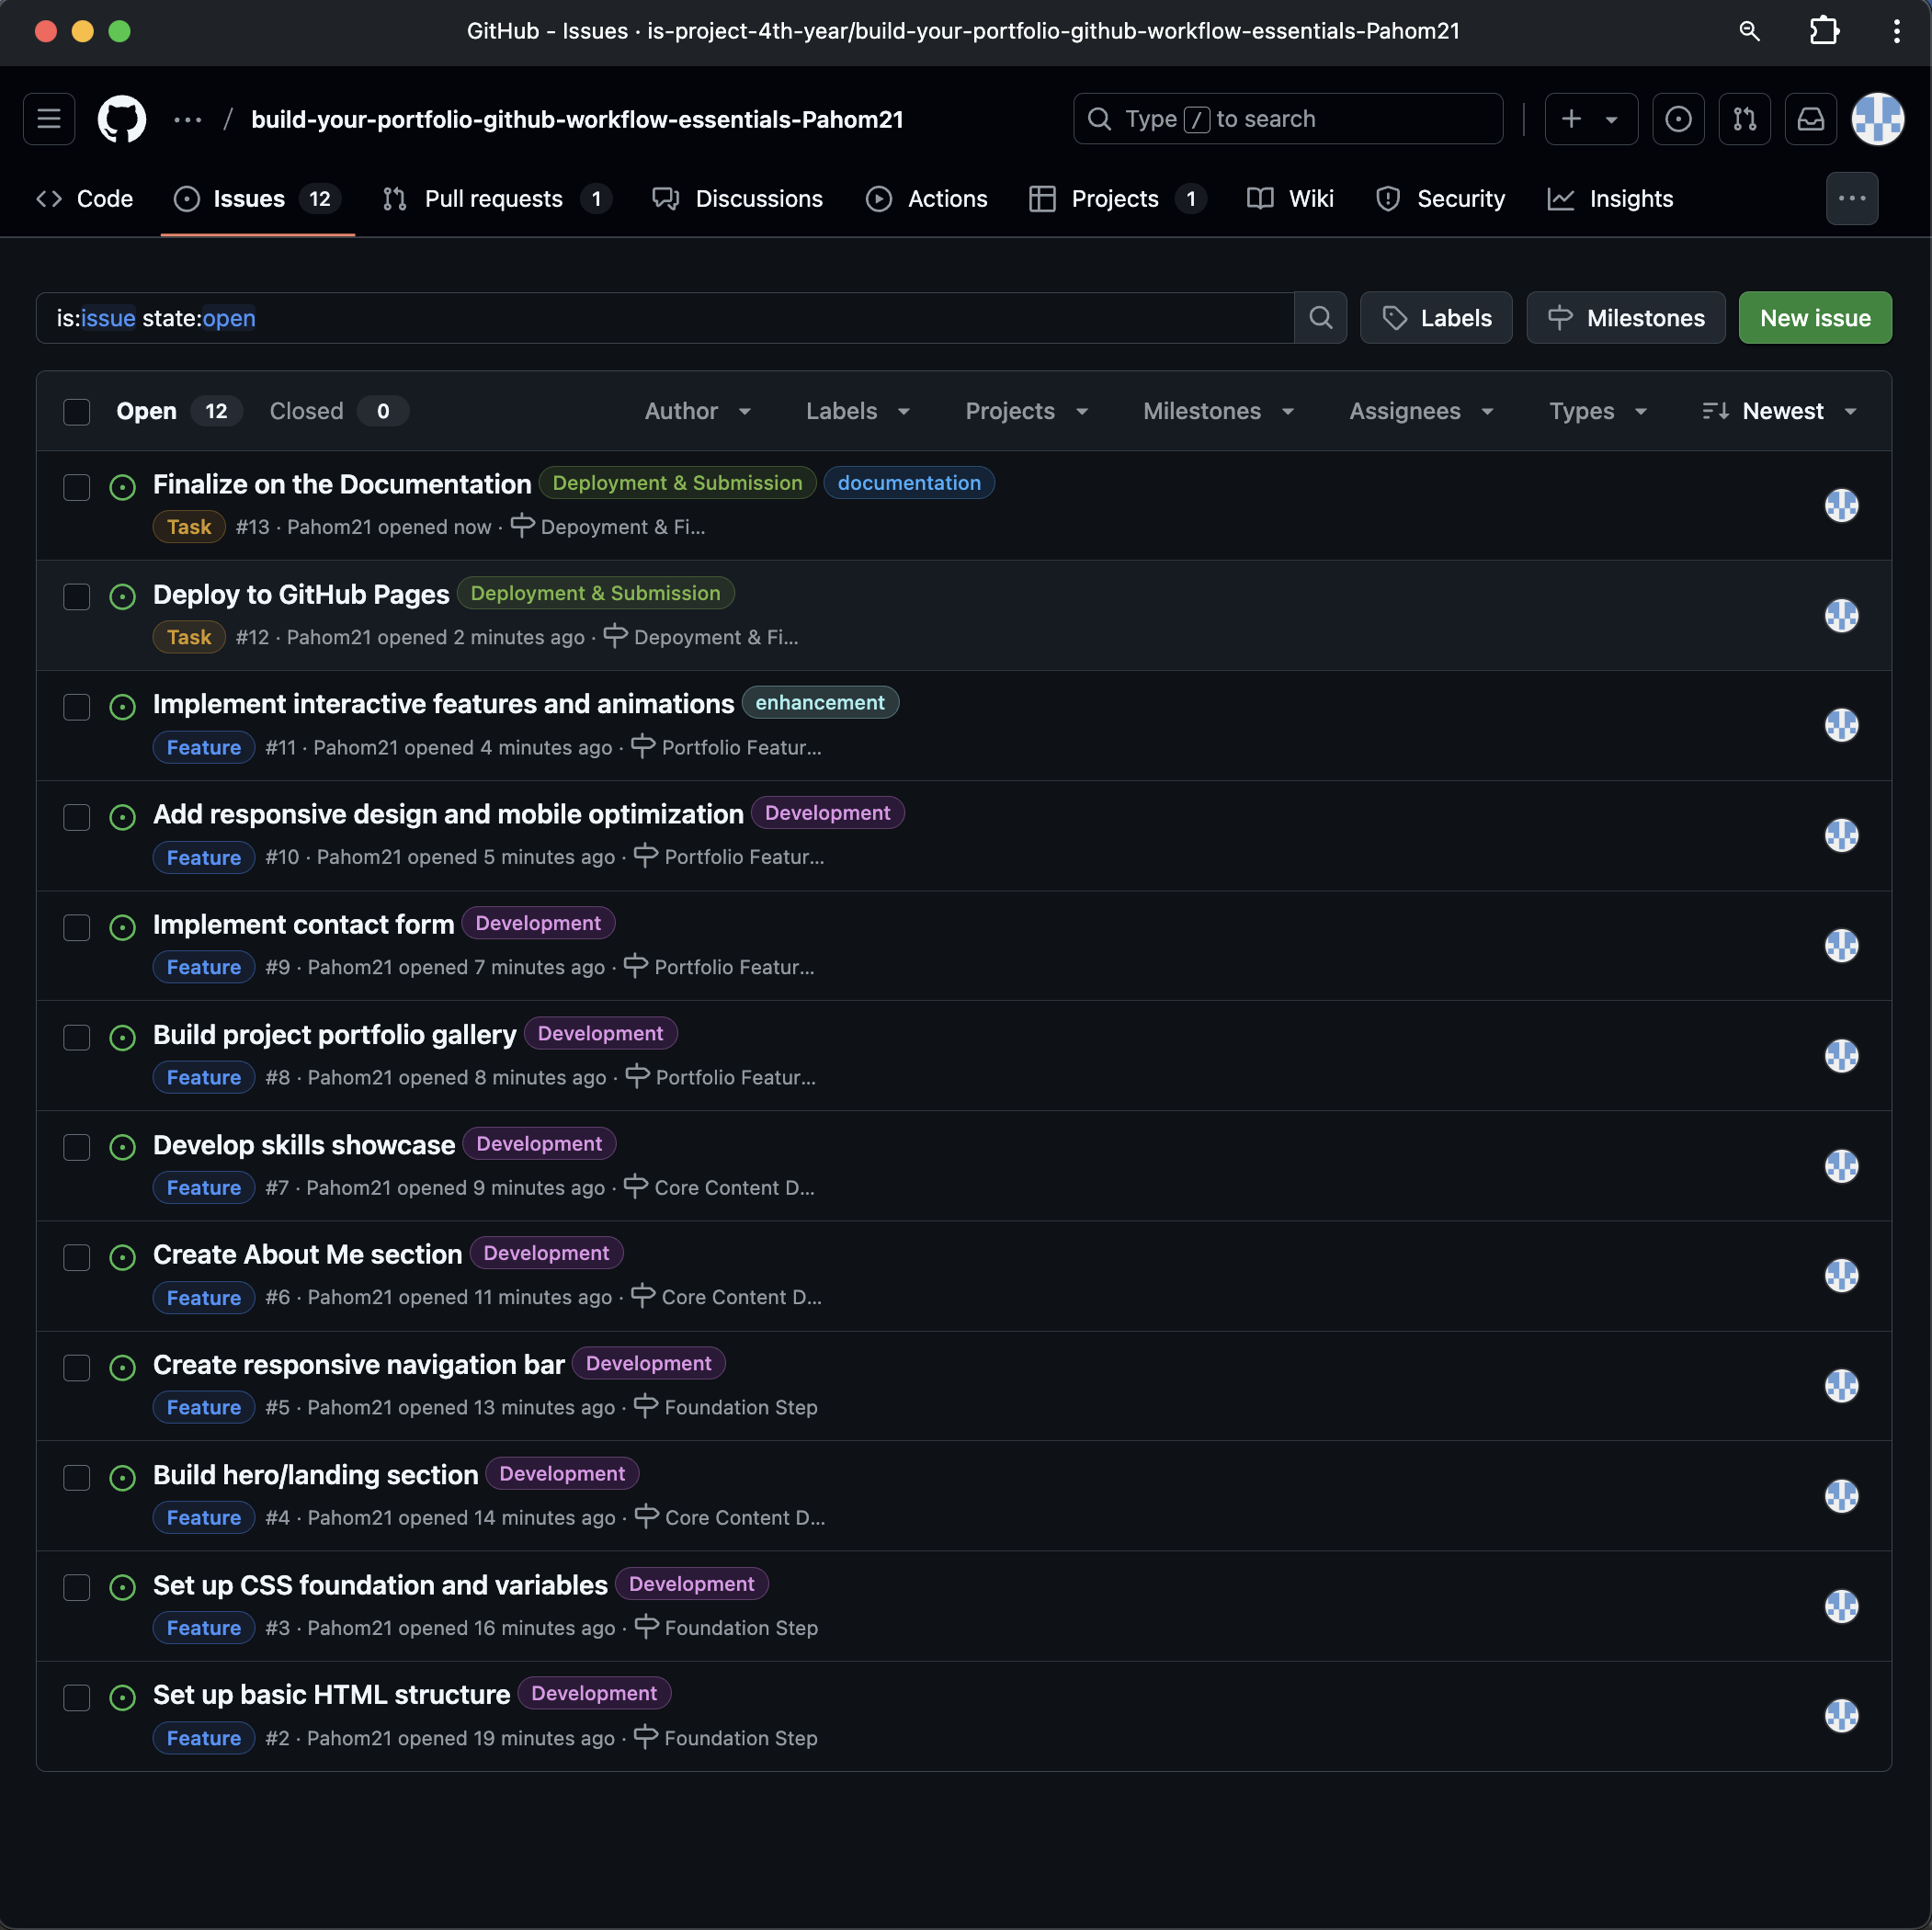 GitHub - Issues · is-project-4th-year/build-your-portfolio-github-workflow-essentials-Pahom21
... / build-your-portfolio-github-workflow-essentials-Pahom21 Type / to search
Code Issues 12 Pull requests 1 Discussions Actions Projects 1 Wiki Security Insights
is:issue state:open Labels Milestones New issue
Open 12 Closed 0 Author Labels Projects Milestones Assignees Types Newest
Finalize on the Documentation Deployment & Submission documentation
Task #13 · Pahom21 opened now · Depoyment & Fi...
Deploy to GitHub Pages Deployment & Submission
Task #12 · Pahom21 opened 2 minutes ago · Depoyment & Fi...
Implement interactive features and animations enhancement
Feature #11 · Pahom21 opened 4 minutes ago · Portfolio Featur...
Add responsive design and mobile optimization Development
Feature #10 · Pahom21 opened 5 minutes ago · Portfolio Featur...
Implement contact form Development
Feature #9 · Pahom21 opened 7 minutes ago · Portfolio Featur...
Build project portfolio gallery Development
Feature #8 · Pahom21 opened 8 minutes ago · Portfolio Featur...
Develop skills showcase Development
Feature #7 · Pahom21 opened 9 minutes ago · Core Content D...
Create About Me section Development
Feature #6 · Pahom21 opened 11 minutes ago · Core Content D...
Create responsive navigation bar Development
Feature #5 · Pahom21 opened 13 minutes ago · Foundation Step
Build hero/landing section Development
Feature #4 · Pahom21 opened 14 minutes ago · Core Content D...
Set up CSS foundation and variables Development
Feature #3 · Pahom21 opened 16 minutes ago · Foundation Step
Set up basic HTML structure Development
Feature #2 · Pahom21 opened 19 minutes ago · Foundation Step